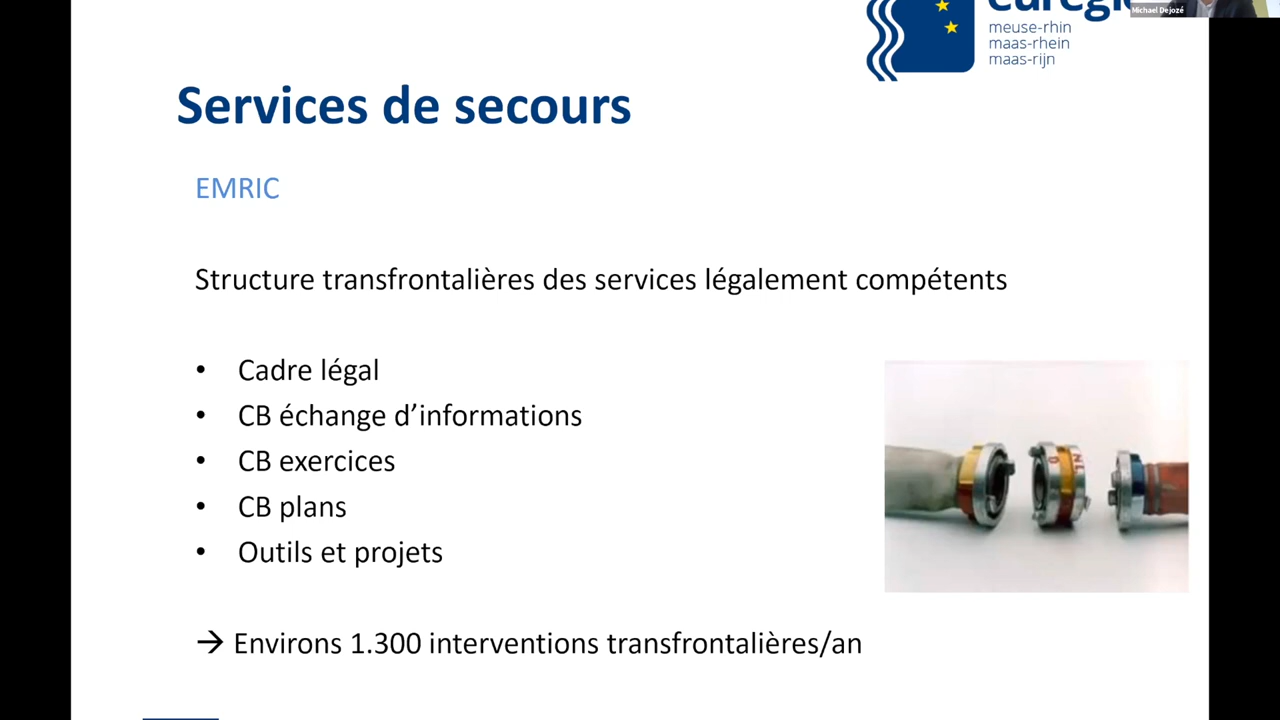 Michael Dejozé
meuse-rhin
maas-rhein
maas-rijn
Services de secours
EMRIC
Structure transfrontalières des services légalement compétents
• Cadre légal
• CB échange d’informations
• CB exercices
• CB plans
• Outils et projets
→ Environs 1.300 interventions transfrontalières/an